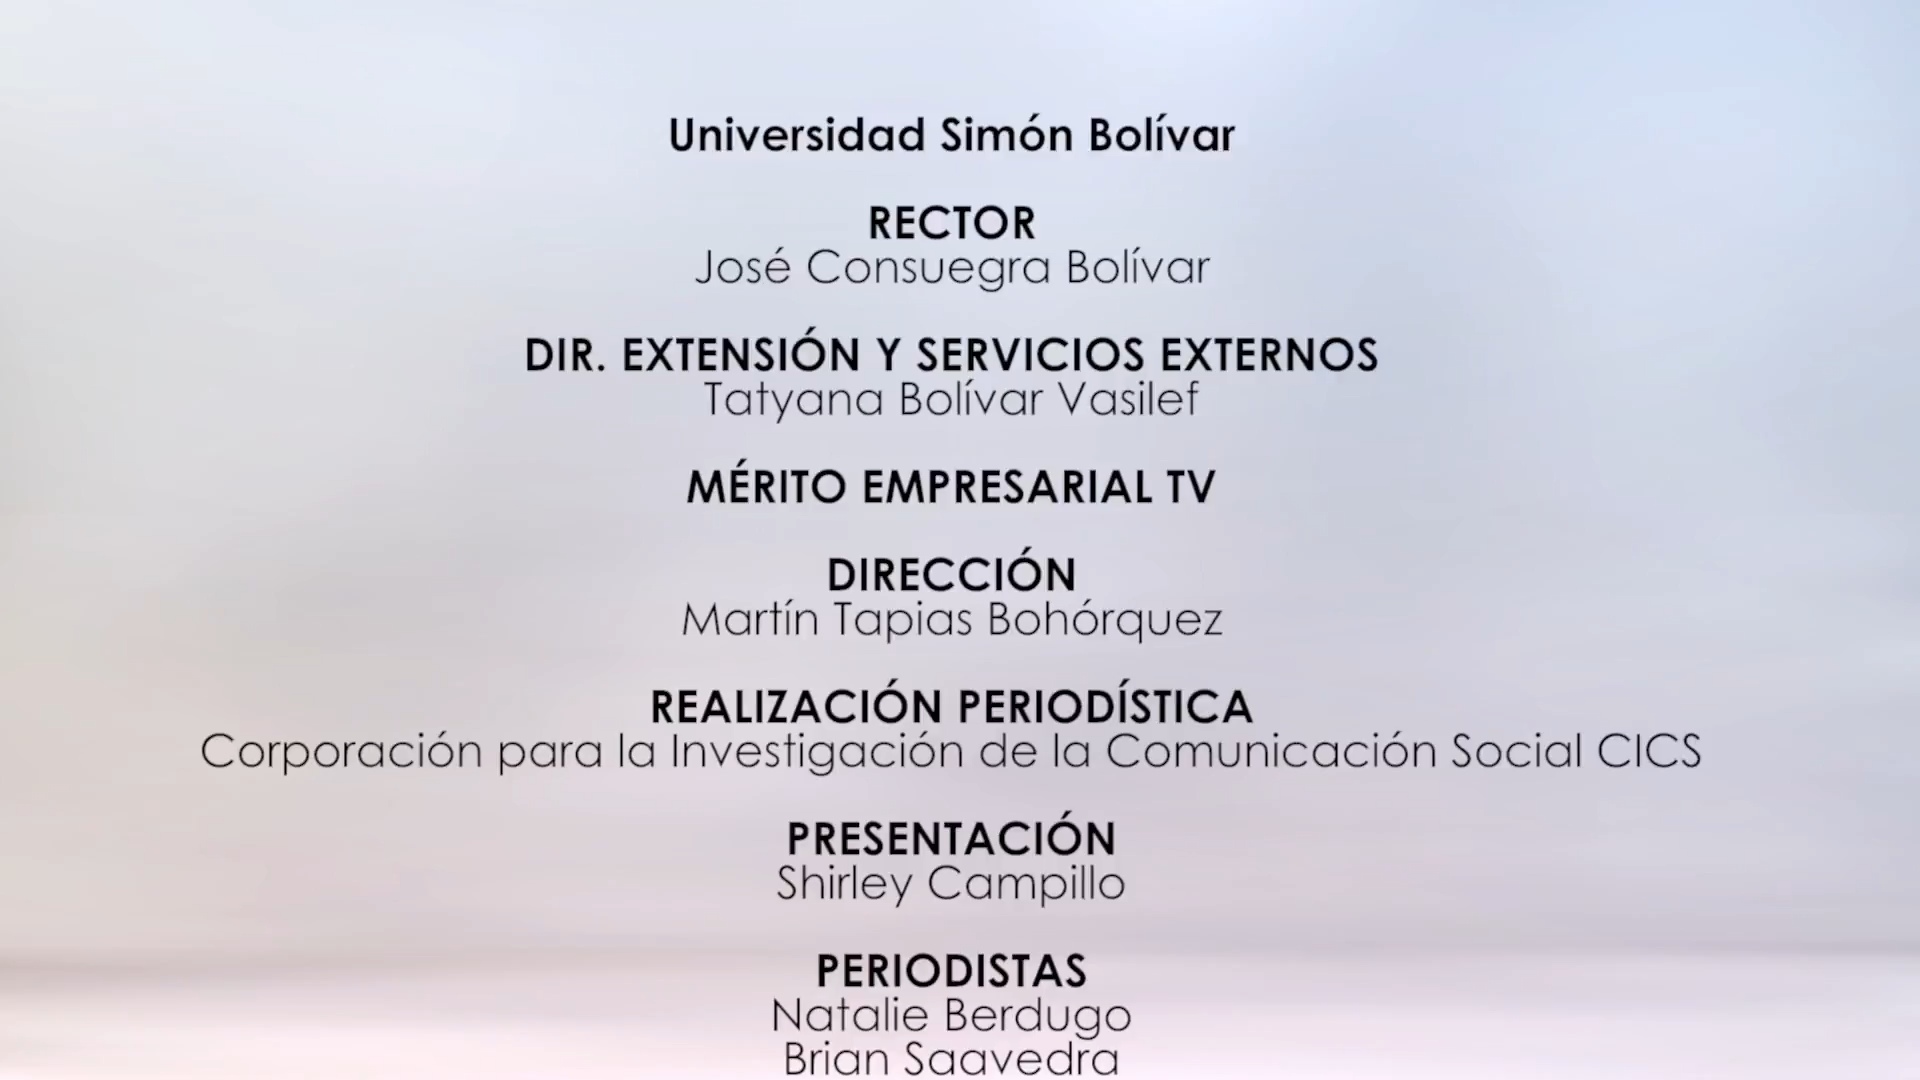 Universidad Simón Bolívar
RECTOR
José Consuegra Bolívar
DIR. EXTENSIÓN Y SERVICIOS EXTERNOS
Tatyana Bolívar Vasilef
MÉRITO EMPRESARIAL TV
DIRECCIÓN
Martín Tapias Bohórquez
REALIZACIÓN PERIODÍSTICA
Corporación para la Investigación de la Comunicación Social CICS
PRESENTACIÓN
Shirley Campillo
PERIODISTAS
Natalie Berdugo
Brian Saavedra